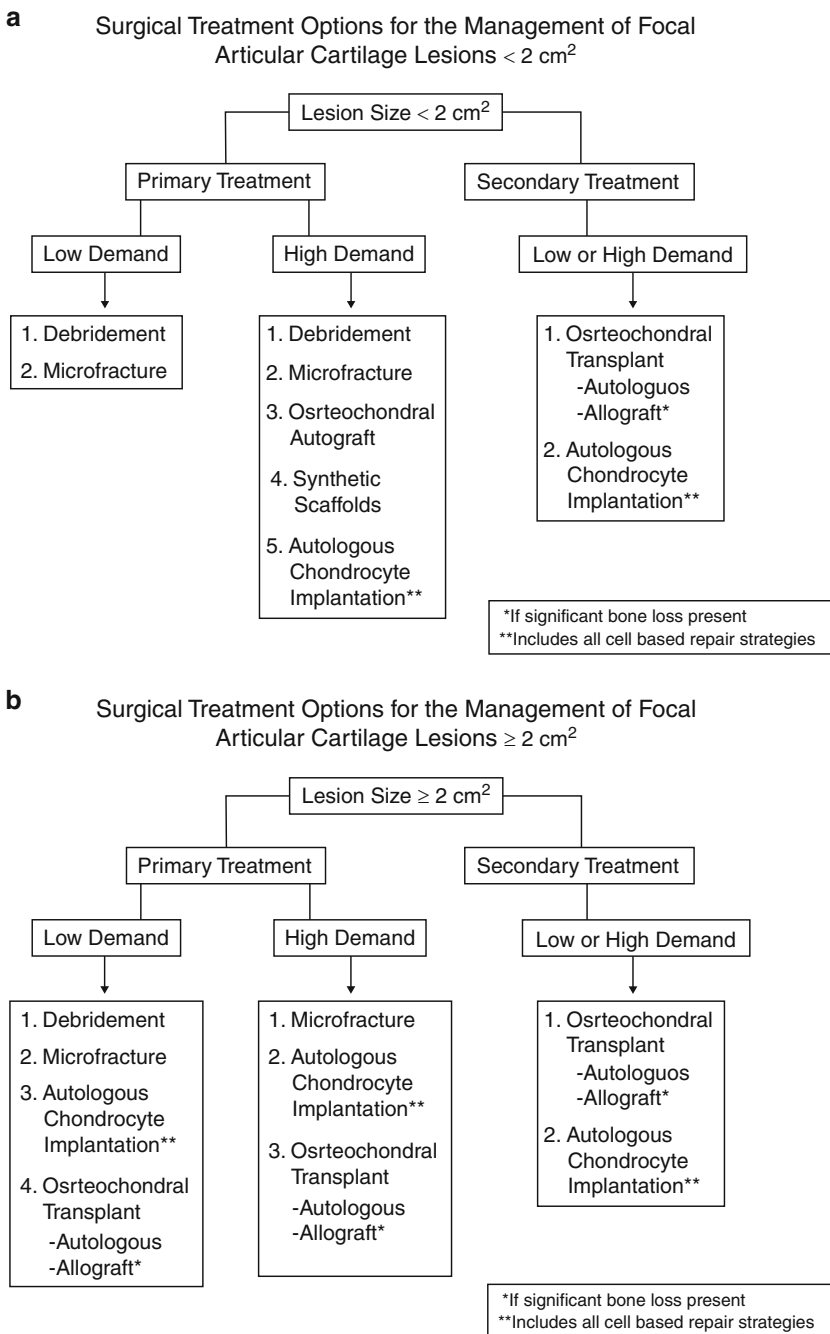 a
Surgical Treatment Options for the Management of Focal
Articular Cartilage Lesions < 2 cm²
Lesion Size < 2 cm²
Primary Treatment
Secondary Treatment
Low Demand
High Demand
Low or High Demand
1. Debridement
2. Microfracture
1. Debridement
2. Microfracture
3. Osrteochondral
Autograft
4. Synthetic
Scaffolds
5. Autologous
Chondrocyte
Implantation**
1. Osrteochondral
Transplant
-Autologuos
-Allograft*
2. Autologous
Chondrocyte
Implantation**
*If significant bone loss present
**Includes all cell based repair strategies
b
Surgical Treatment Options for the Management of Focal
Articular Cartilage Lesions ≥ 2 cm²
Lesion Size ≥ 2 cm²
Primary Treatment
Secondary Treatment
Low Demand
High Demand
Low or High Demand
1. Debridement
2. Microfracture
3. Autologous
Chondrocyte
Implantation**
4. Osrteochondral
Transplant
-Autologous
-Allograft*
1. Microfracture
2. Autologous
Chondrocyte
Implantation**
3. Osrteochondral
Transplant
-Autologous
-Allograft*
1. Osrteochondral
Transplant
-Autologuos
-Allograft*
2. Autologous
Chondrocyte
Implantation**
*If significant bone loss present
**Includes all cell based repair strategies